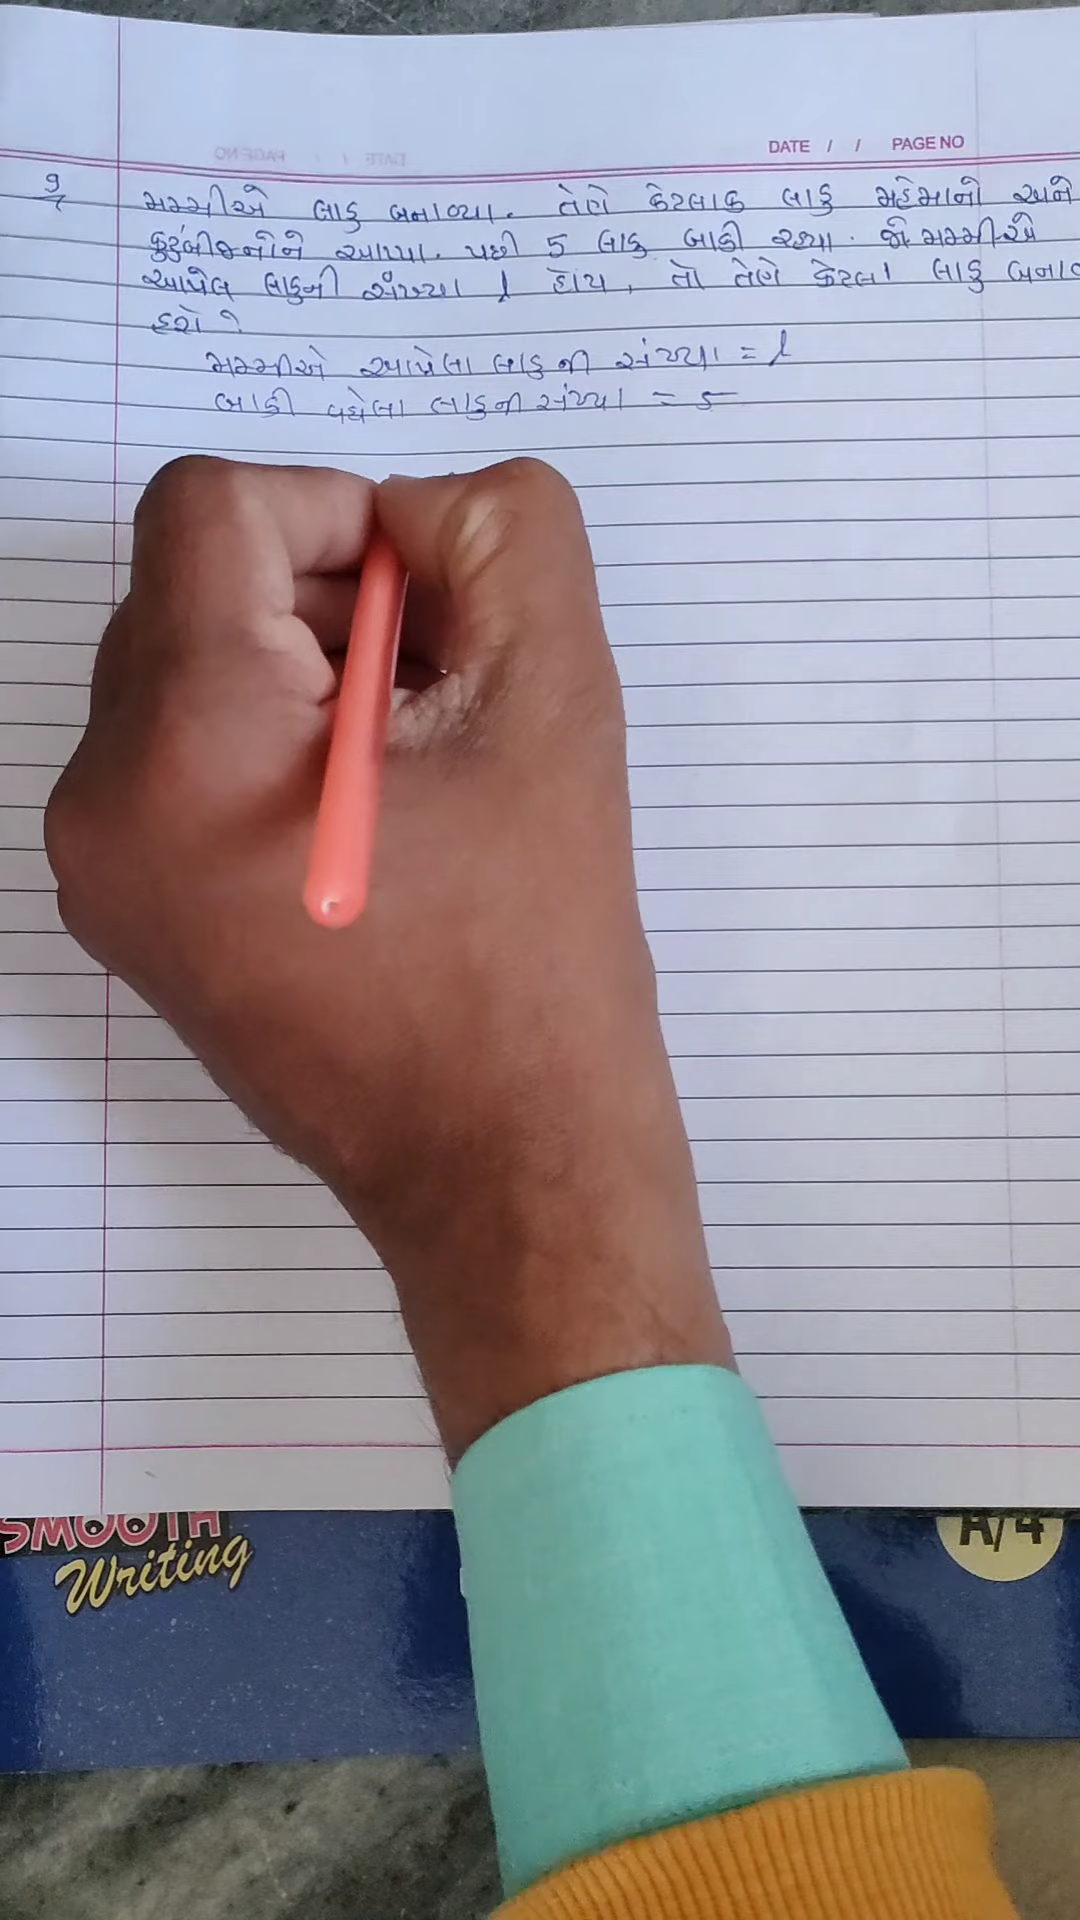 DATE / / PAGE NO
9
મમ્મીએ લાડુ બનાવ્યા. તેણે કેટલાક લાડુ મહેમાનો અને
કુટુંબીજનોને આપ્યા. પછી 5 લાડુ બાકી રહ્યા. જો મમ્મીએ
આપેલ લાડુની સંખ્યા l હોય, તો તેણે કેટલા લાડુ
હશે?
મમ્મીએ આપેલા લાડુ ની સંખ્યા = l
બાકી વધેલા લાડુની સંખ્યા = 5
SMOOTH
Writing
A/4